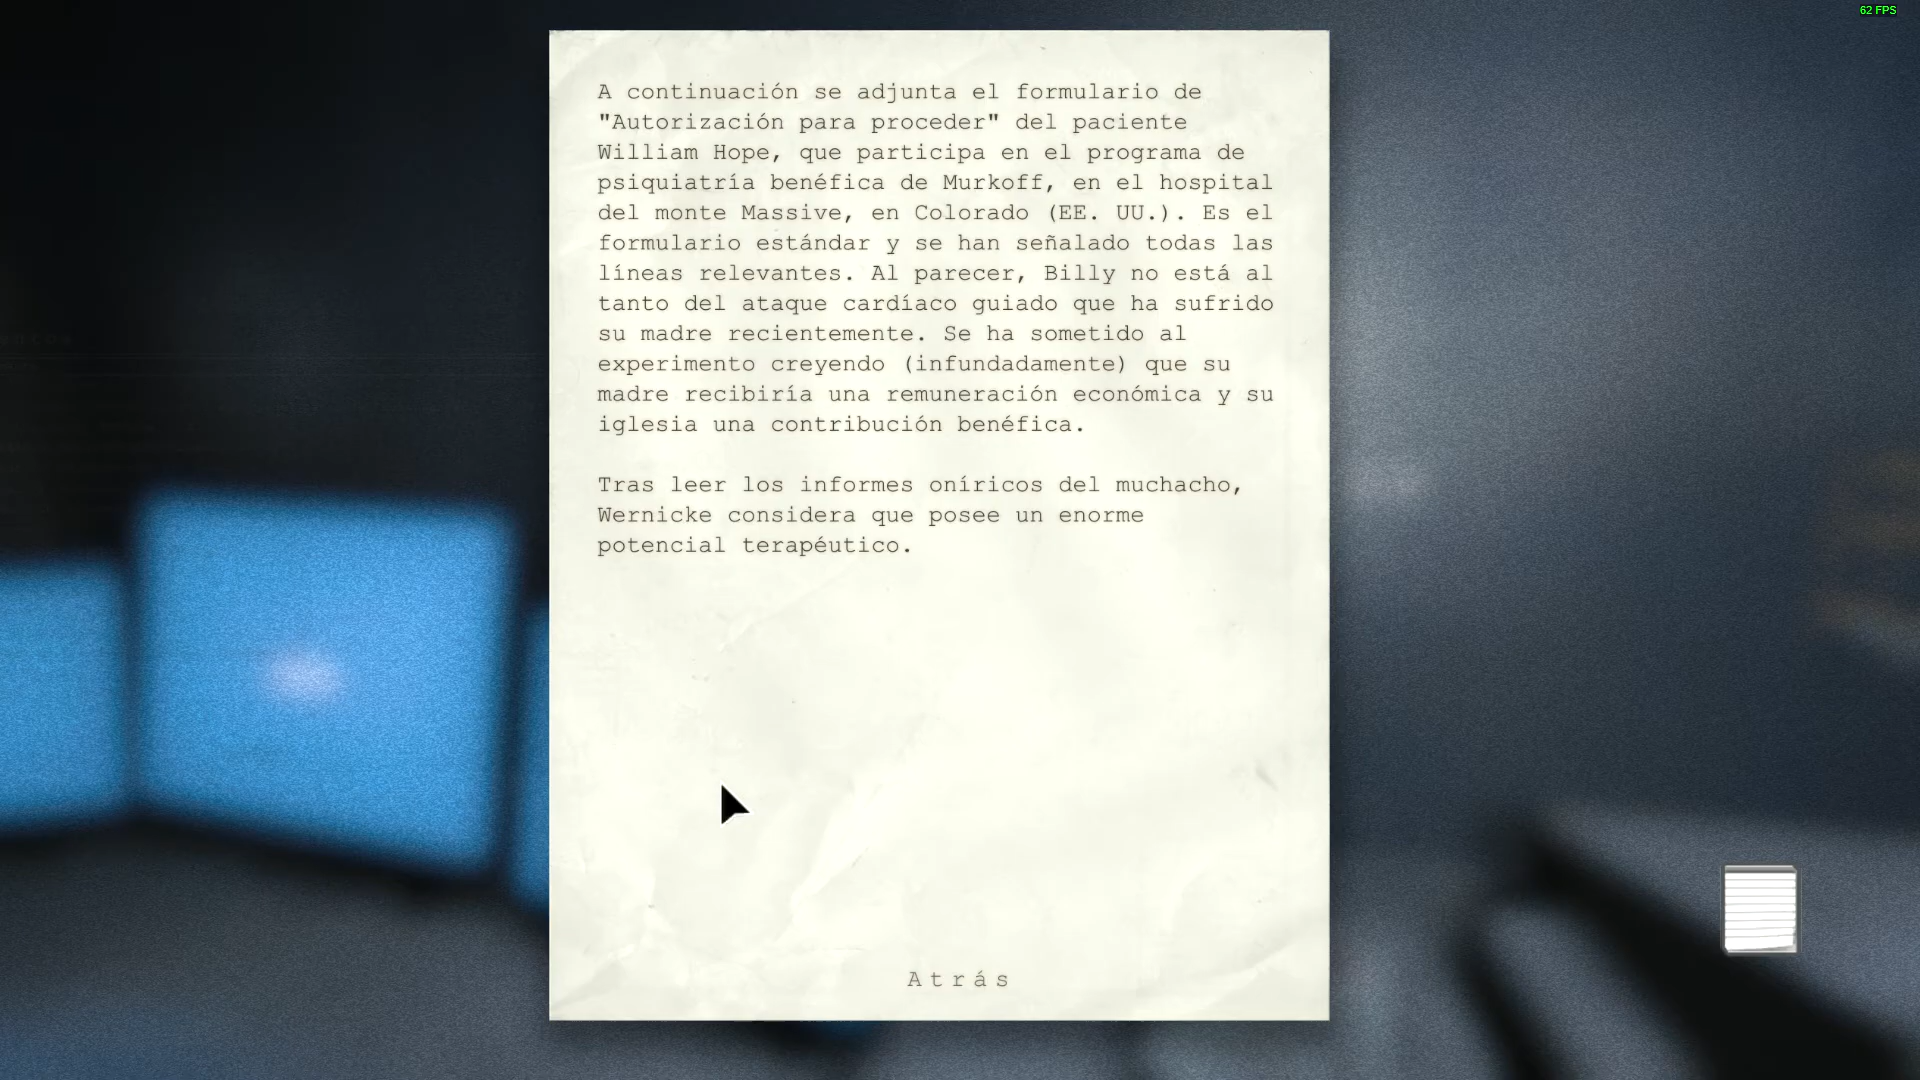 62 FPS
A continuación se adjunta el formulario de
"Autorización para proceder" del paciente
William Hope, que participa en el programa de
psiquiatría benéfica de Murkoff, en el hospital
del monte Massive, en Colorado (EE. UU.). Es el
formulario estándar y se han señalado todas las
líneas relevantes. Al parecer, Billy no está al
tanto del ataque cardíaco guiado que ha sufrido
su madre recientemente. Se ha sometido al
experimento creyendo (infundadamente) que su
madre recibiría una remuneración económica y su
iglesia una contribución benéfica.
Tras leer los informes oníricos del muchacho,
Wernicke considera que posee un enorme
potencial terapéutico.
Atrás